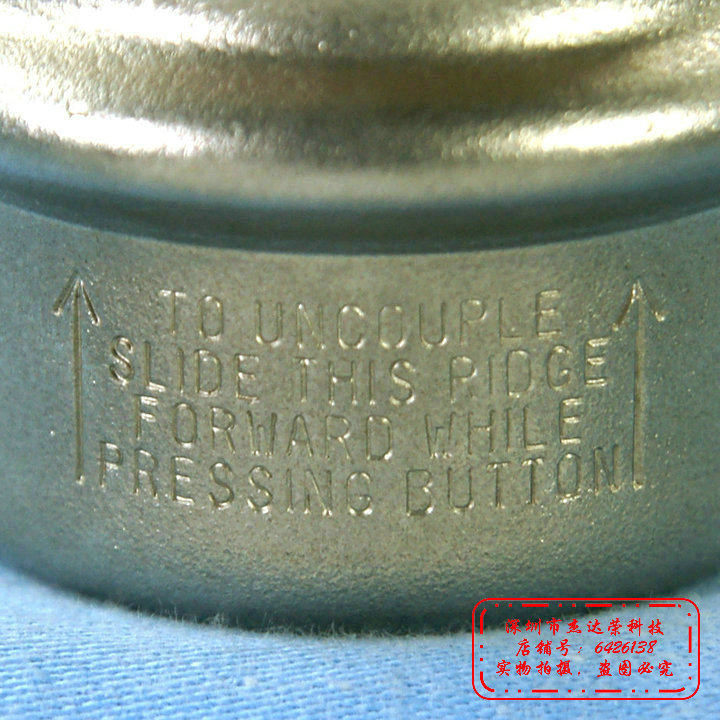 TO UNCOUPLE
SLIDE THIS RIDGE
FORWARD WHILE
PRESSING BUTTON
深圳市杰达荣科技
店铺号：6426138
实物拍摄，盗图必究